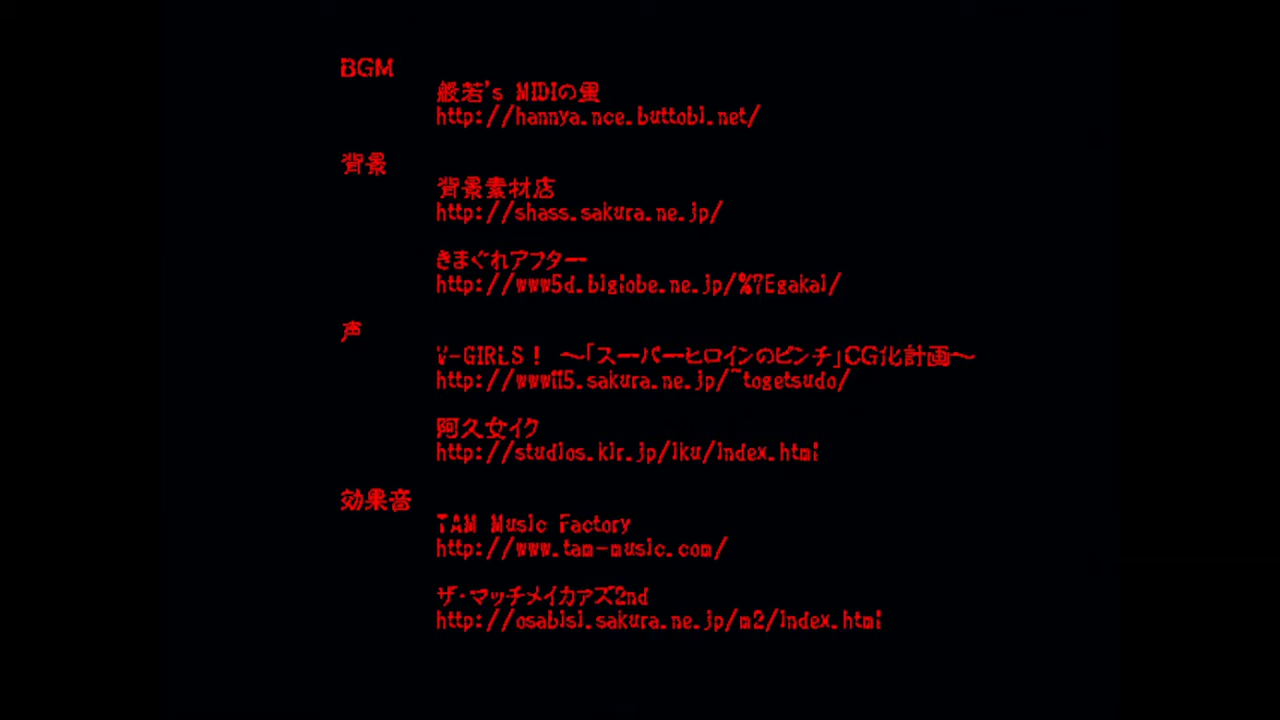 BGM
般若's MIDIの里
http://hannya.nce.buttobi.net/
背景
背景素材店
http://shass.sakura.ne.jp/
きまぐれアフター
http://www5d.biglobe.ne.jp/%7Egakai/
声
V-GIRLS！ ～「スーパーヒロインのピンチ」CG化計画～
http://www115.sakura.ne.jp/~togetsudo/
阿久女イク
http://studios.kir.jp/iku/index.html
効果音
TAM Music Factory
http://www.tam-music.com/
ザ・マッチメイカァズ2nd
http://osabisi.sakura.ne.jp/m2/index.html